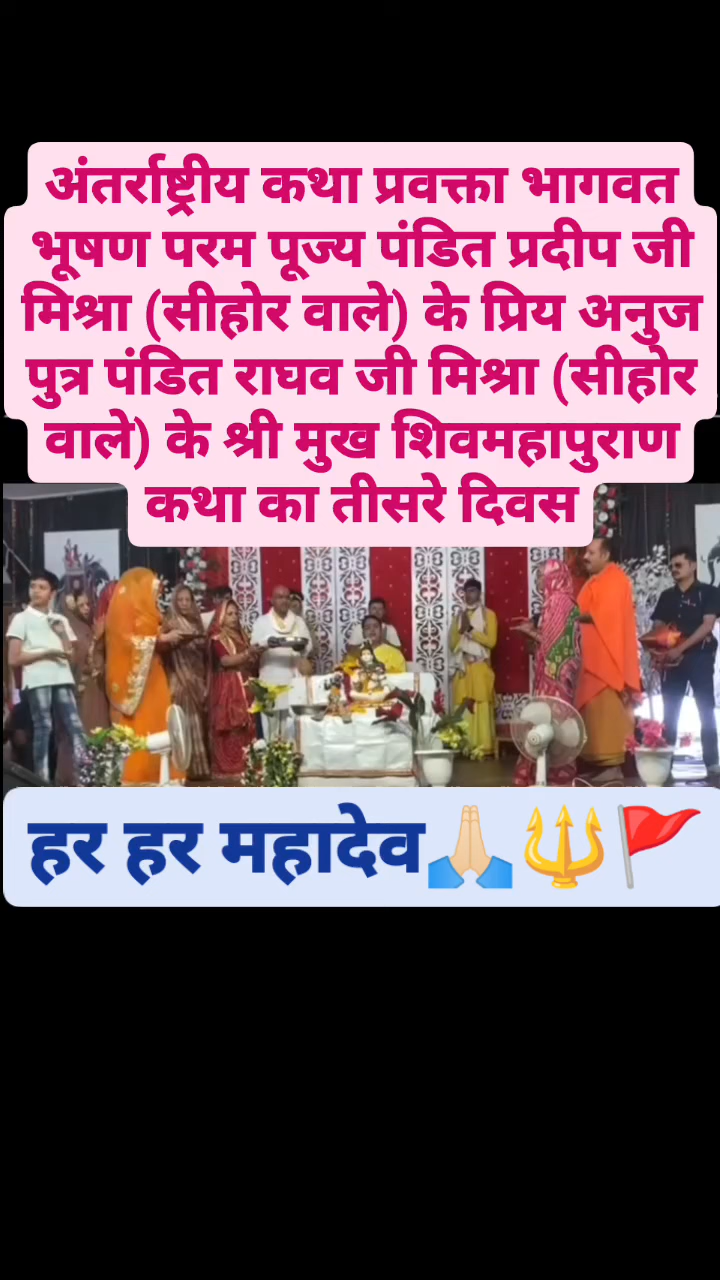 अंतर्राष्ट्रीय कथा प्रवक्ता भागवत
भूषण परम पूज्य पंडित प्रदीप जी
मिश्रा (सीहोर वाले) के प्रिय अनुज
पुत्र पंडित राघव जी मिश्रा (सीहोर
वाले) के श्री मुख शिवमहापुराण
कथा का तीसरे दिवस
हर हर महादेव🙏🏻🔱🚩